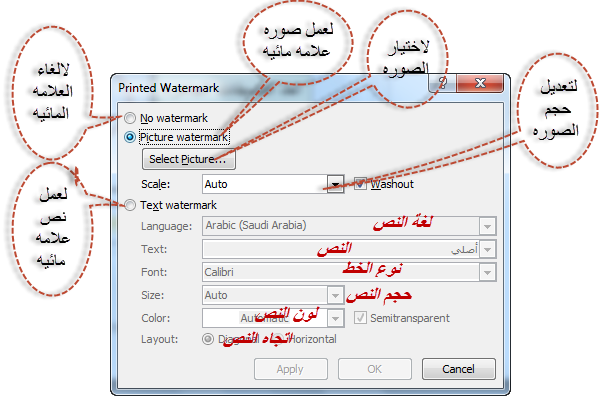 لعمل صوره
علامه مائيه
لاختيار
الصوره
لالغاء
العلامه
المائيه
لتعديل
حجم
الصوره
لعمل
نص
علامه
مائيه
Printed Watermark
No watermark
Picture watermark
Select Picture...
Scale: Auto Washout
Text watermark
Language: Arabic (Saudi Arabia) لغة النص
Text: النص أصلي
Font: Calibri نوع الخط
Size: Auto حجم النص
Color: Automatic لون النص Semitransparent
Layout: Diagonal اتجاه النص Horizontal
Apply OK Cancel